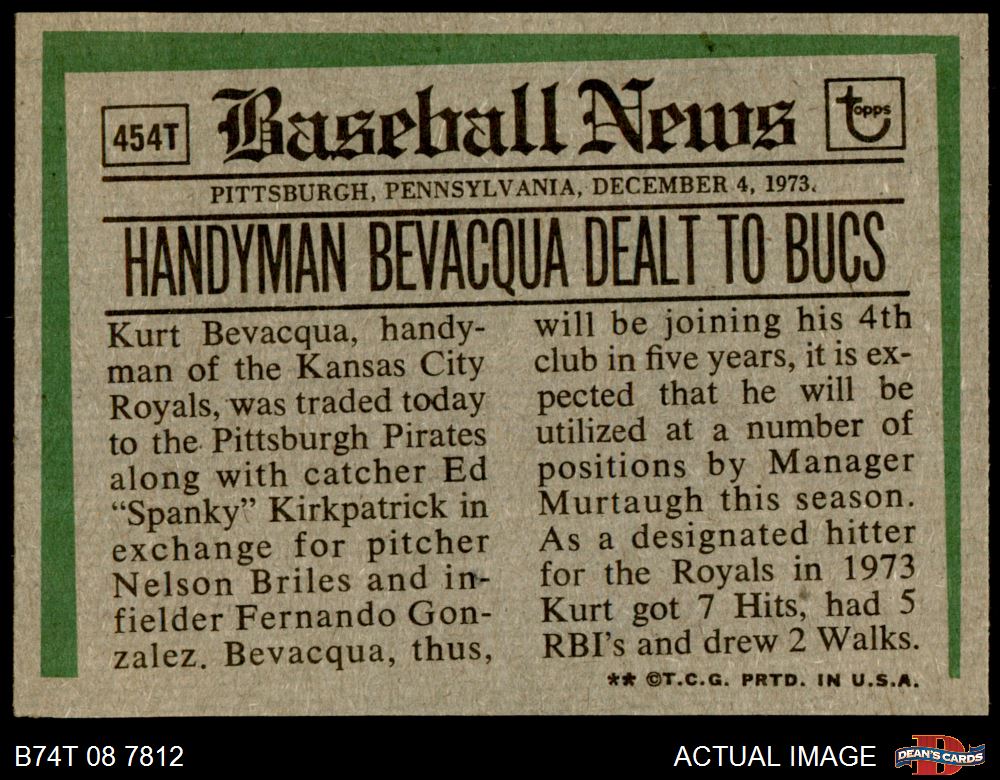 454T
Baseball News
topps
PITTSBURGH, PENNSYLVANIA, DECEMBER 4, 1973.
HANDYMAN BEVACQUA DEALT TO BUCS
Kurt Bevacqua, handy-
man of the Kansas City
Royals, was traded today
to the Pittsburgh Pirates
along with catcher Ed
“Spanky” Kirkpatrick in
exchange for pitcher
Nelson Briles and in-
fielder Fernando Gon-
zalez. Bevacqua, thus,
will be joining his 4th
club in five years, it is ex-
pected that he will be
utilized at a number of
positions by Manager
Murtaugh this season.
As a designated hitter
for the Royals in 1973
Kurt got 7 Hits, had 5
RBI's and drew 2 Walks.
** ©T.C.G. PRTD. IN U.S.A.
B74T 08 7812
ACTUAL IMAGE
D
DEAN'S CARDS